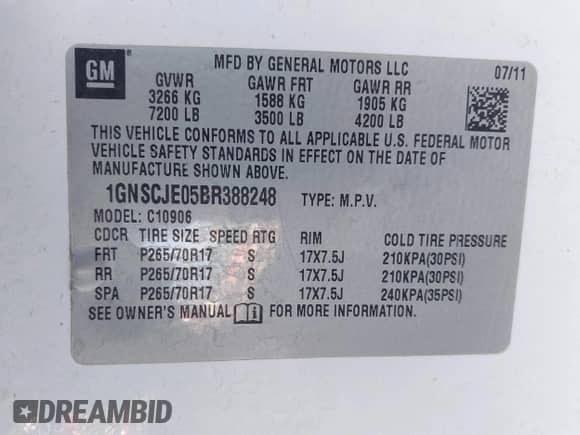 GM
MFD BY GENERAL MOTORS LLC 07/11
GVWR GAWR FRT GAWR RR
3266 KG 1588 KG 1905 KG
7200 LB 3500 LB 4200 LB
THIS VEHICLE CONFORMS TO ALL APPLICABLE U.S. FEDERAL MOTOR
VEHICLE SAFETY STANDARDS IN EFFECT ON THE DATE OF
MANUFACTURE SHOWN ABOVE.
1GNSCJE05BR388248 TYPE: M.P.V.
MODEL: C10906
CDCR TIRE SIZE SPEED RTG RIM COLD TIRE PRESSURE
FRT P265/70R17 S 17X7.5J 210KPA(30PSI)
RR P265/70R17 S 17X7.5J 210KPA(30PSI)
SPA P265/70R17 S 17X7.5J 240KPA(35PSI)
SEE OWNER'S MANUAL FOR MORE INFORMATION.
DREAMBID